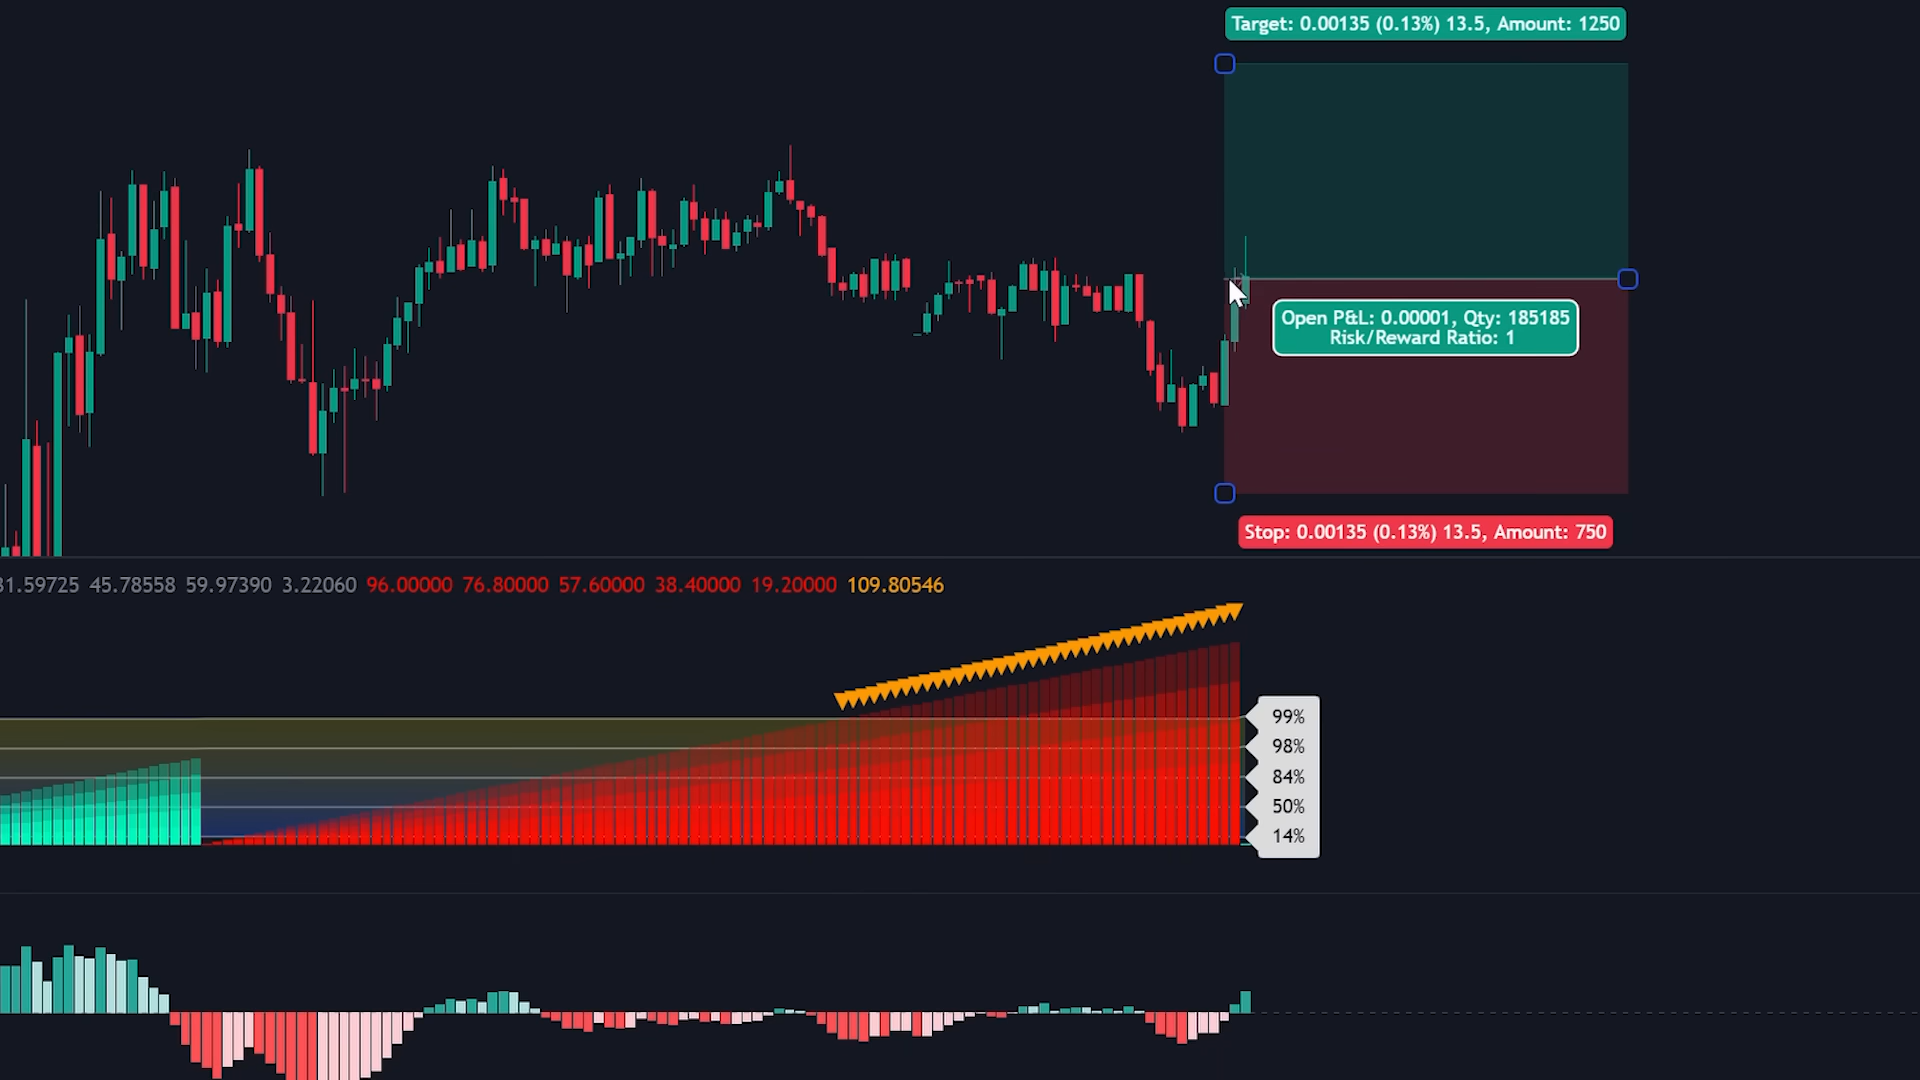 Target: 0.00135 (0.13%) 13.5, Amount: 1250
Open P&L: 0.00001, Qty: 185185
Risk/Reward Ratio: 1
Stop: 0.00135 (0.13%) 13.5, Amount: 750
31.59725 45.78558 59.97390 3.22060 96.00000 76.80000 57.60000 38.40000 19.20000 109.80546
99%
98%
84%
50%
14%